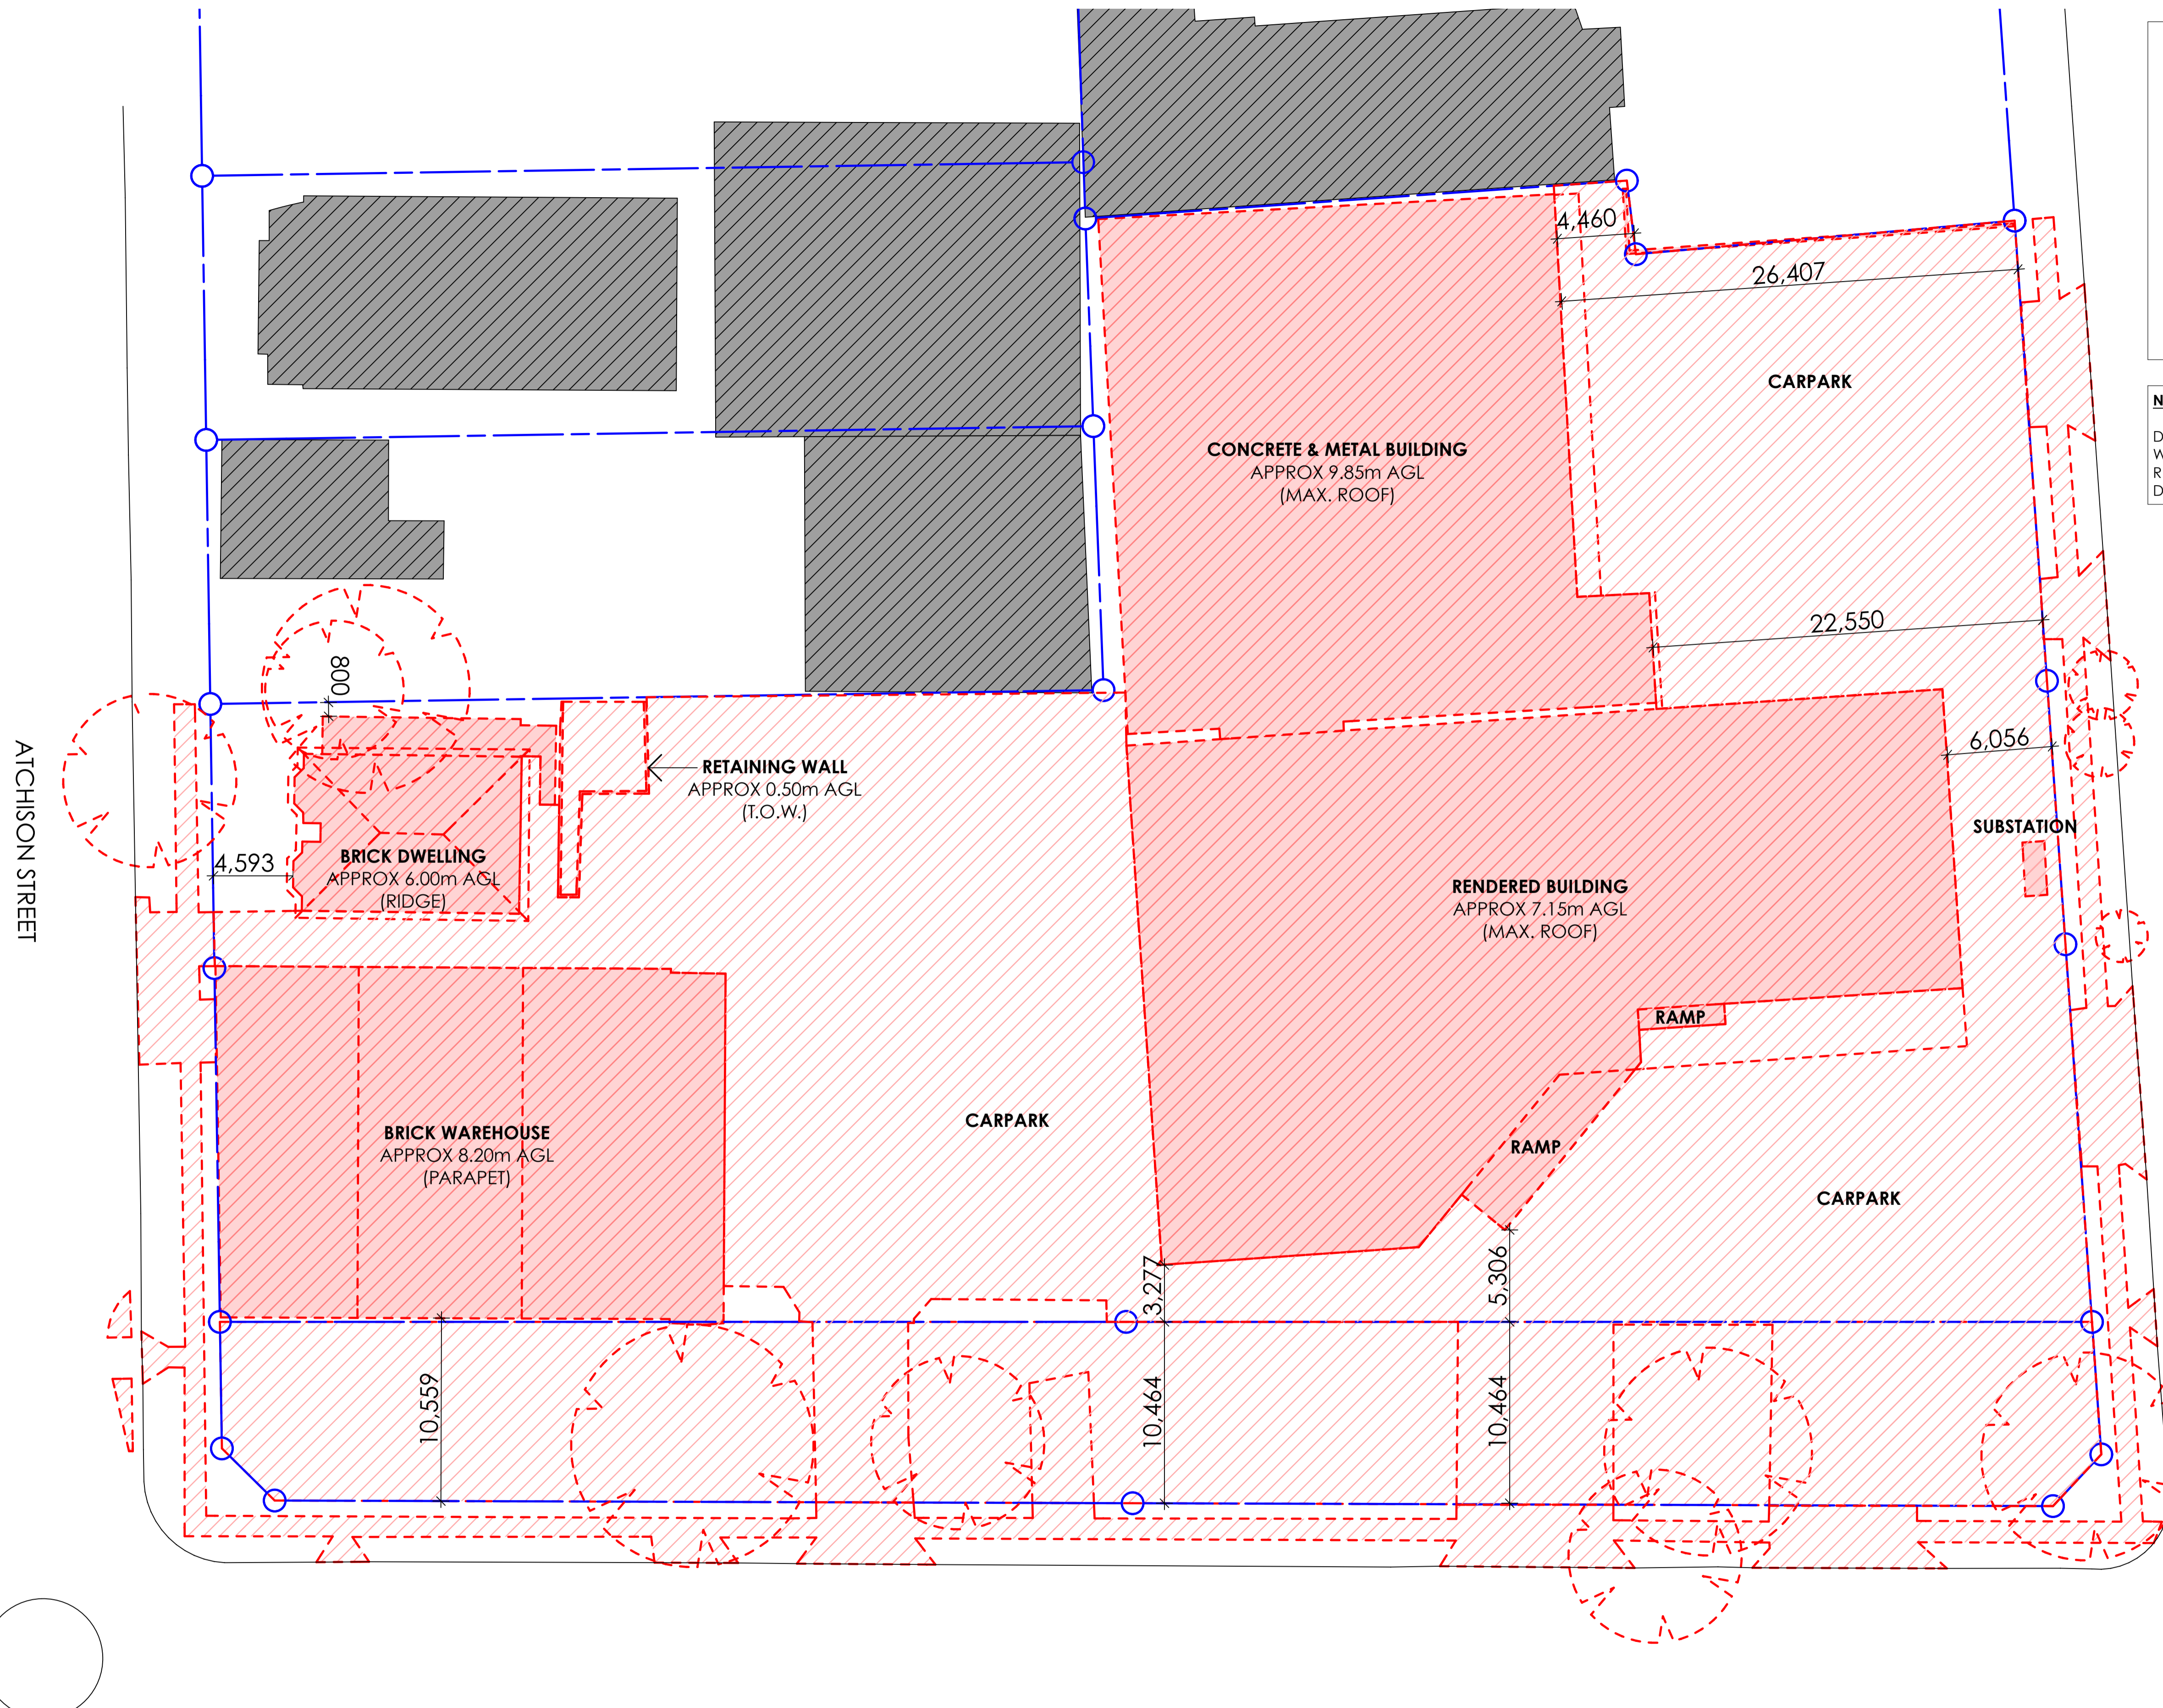 4,460
26,407
CARPARK
N
D
W
R
D
CONCRETE & METAL BUILDING
APPROX 9.85m AGL
(MAX. ROOF)
22,550
800
6,056
ATCHISON STREET
RETAINING WALL
APPROX 0.50m AGL
(T.O.W.)
SUBSTATION
BRICK DWELLING
APPROX 6.00m AGL
(RIDGE)
4,593
RENDERED BUILDING
APPROX 7.15m AGL
(MAX. ROOF)
RAMP
CARPARK
BRICK WAREHOUSE
APPROX 8.20m AGL
(PARAPET)
RAMP
CARPARK
3,277
5,306
10,559
10,464
10,464